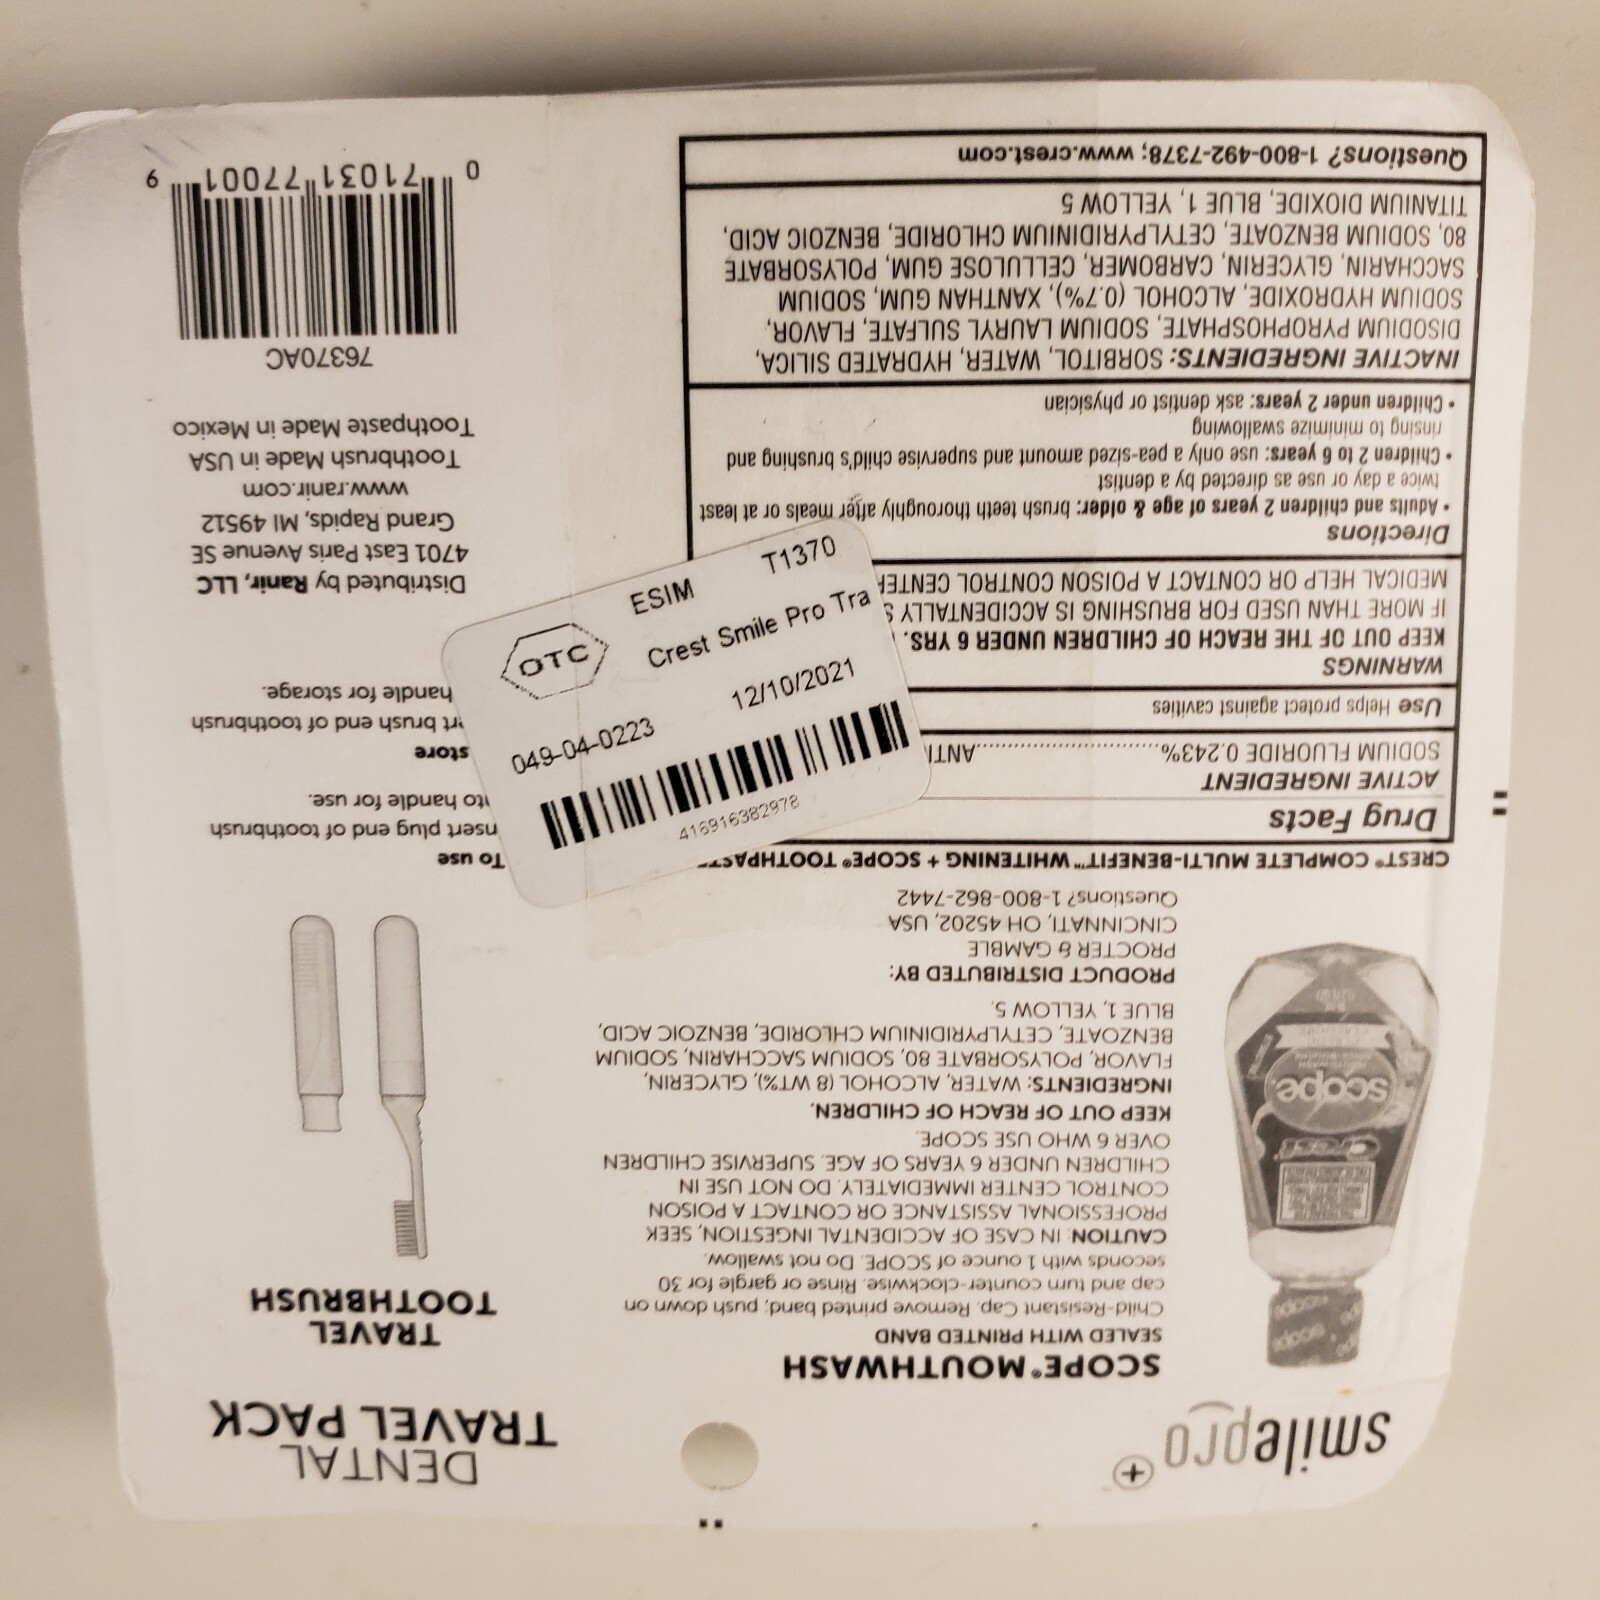 smilepro+
DENTAL
TRAVEL PACK
SCOPE® MOUTHWASH
SEALED WITH PRINTED BAND
Child-Resistant Cap. Remove printed band; push down on
cap and turn counter-clockwise. Rinse or gargle for 30
seconds with 1 ounce of SCOPE. Do not swallow.
CAUTION: IN CASE OF ACCIDENTAL INGESTION, SEEK
PROFESSIONAL ASSISTANCE OR CONTACT A POISON
CONTROL CENTER IMMEDIATELY. DO NOT USE IN
CHILDREN UNDER 6 YEARS OF AGE. SUPERVISE CHILDREN
OVER 6 WHO USE SCOPE.
KEEP OUT OF REACH OF CHILDREN.
INGREDIENTS: WATER, ALCOHOL (8 WT%), GLYCERIN,
FLAVOR, POLYSORBATE 80, SODIUM SACCHARIN, SODIUM
BENZOATE, CETYLPYRIDINIUM CHLORIDE, BENZOIC ACID,
BLUE 1, YELLOW 5.
PRODUCT DISTRIBUTED BY:
PROCTER & GAMBLE
CINCINNATI, OH 45202, USA
Questions? 1-800-862-7442
scope
Crest
scope
CREST® COMPLETE MULTI-BENEFIT™ WHITENING + SCOPE® TOOTHPAST
Drug Facts
ACTIVE INGREDIENT
SODIUM FLUORIDE 0.243%..............................ANTI
Use Helps protect against cavities
WARNINGS
KEEP OUT OF THE REACH OF CHILDREN UNDER 6 YRS.
IF MORE THAN USED FOR BRUSHING IS ACCIDENTALLY S
MEDICAL HELP OR CONTACT A POISON CONTROL CENTER
Directions
• Adults and children 2 years of age & older: brush teeth thoroughly after meals or at least
twice a day or use as directed by a dentist
• Children 2 to 6 years: use only a pea-sized amount and supervise child's brushing and
rinsing to minimize swallowing
• Children under 2 years: ask dentist or physician
INACTIVE INGREDIENTS: SORBITOL, WATER, HYDRATED SILICA,
DISODIUM PYROPHOSPHATE, SODIUM LAURYL SULFATE, FLAVOR,
SODIUM HYDROXIDE, ALCOHOL (0.7%), XANTHAN GUM, SODIUM
SACCHARIN, GLYCERIN, CARBOMER, CELLULOSE GUM, POLYSORBATE
80, SODIUM BENZOATE, CETYLPYRIDINIUM CHLORIDE, BENZOIC ACID,
TITANIUM DIOXIDE, BLUE 1, YELLOW 5
Questions? 1-800-492-7378; www.crest.com
TRAVEL
TOOTHBRUSH
To use
nsert plug end of toothbrush
to handle for use.
store
rt brush end of toothbrush
handle for storage.
Distributed by Ranir, LLC
4701 East Paris Avenue SE
Grand Rapids, MI 49512
www.ranir.com
Toothbrush Made in USA
Toothpaste Made in Mexico
76370AC
0 71031 77001 9
ESIM T1370
OTC
Crest Smile Pro Tra
12/10/2021
049-04-0223
416916382978